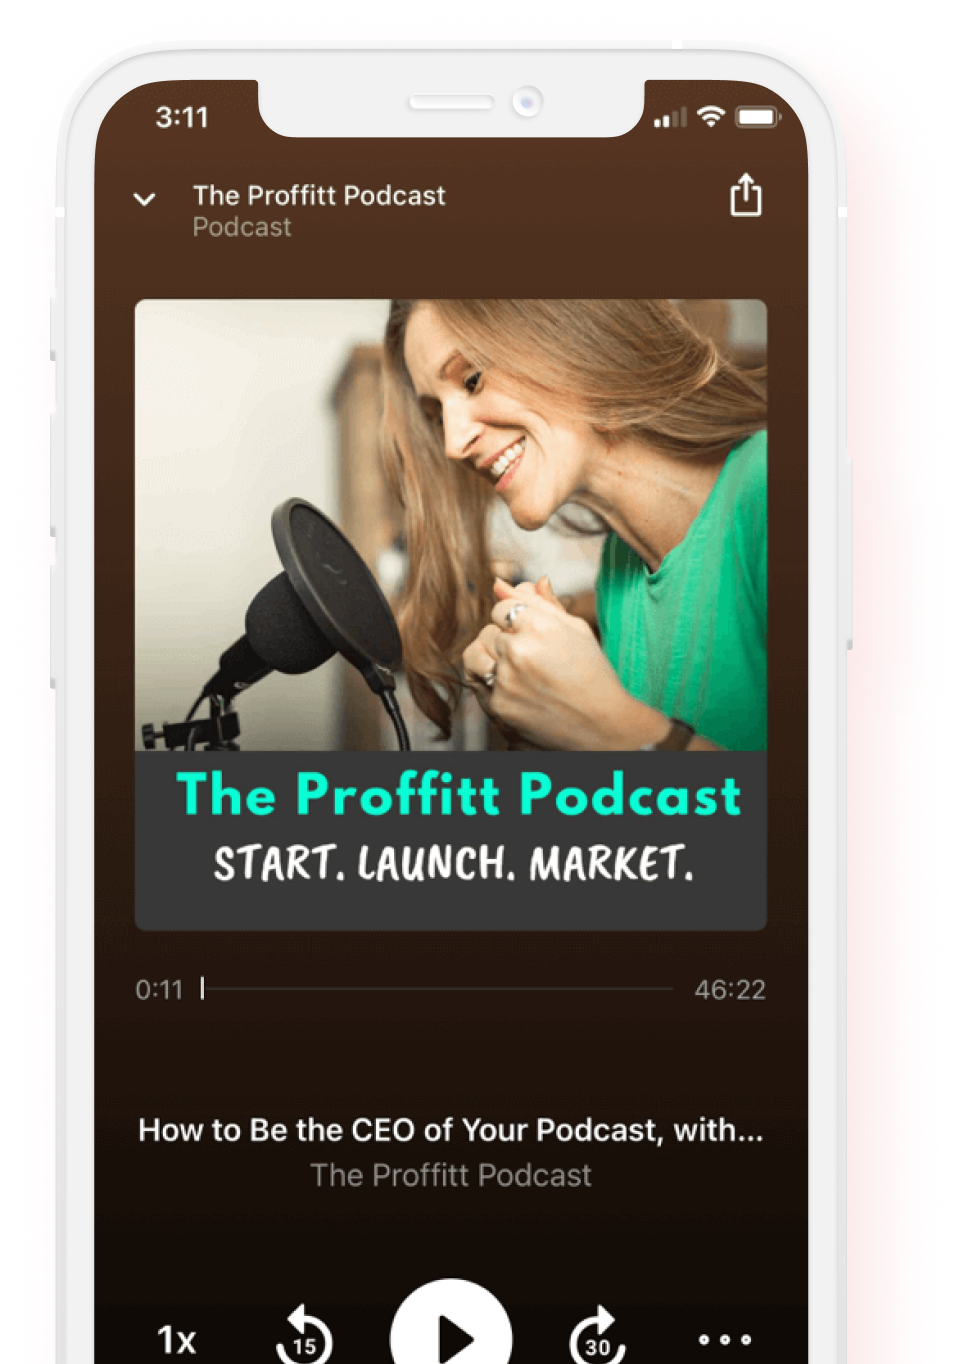 3:11
The Proffitt Podcast
Podcast
The Proffitt Podcast
START. LAUNCH. MARKET.
0:11 46:22
How to Be the CEO of Your Podcast, with...
The Proffitt Podcast
1x 15 30